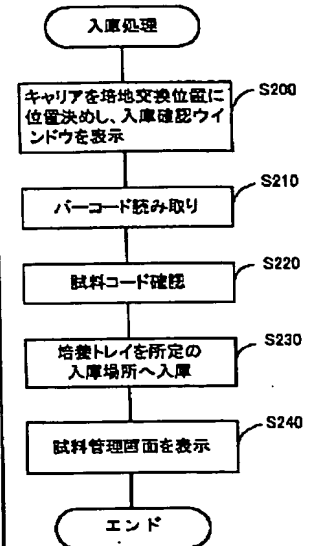 入庫処理
キャリアを培地交換位置に
位置決めし、入庫確認ウイ
ンドウを表示
S200
バーコード読み取り
S210
試料コード確認
S220
培養トレイを所定の
入庫場所へ入庫
S230
試料管理画面を表示
S240
エンド